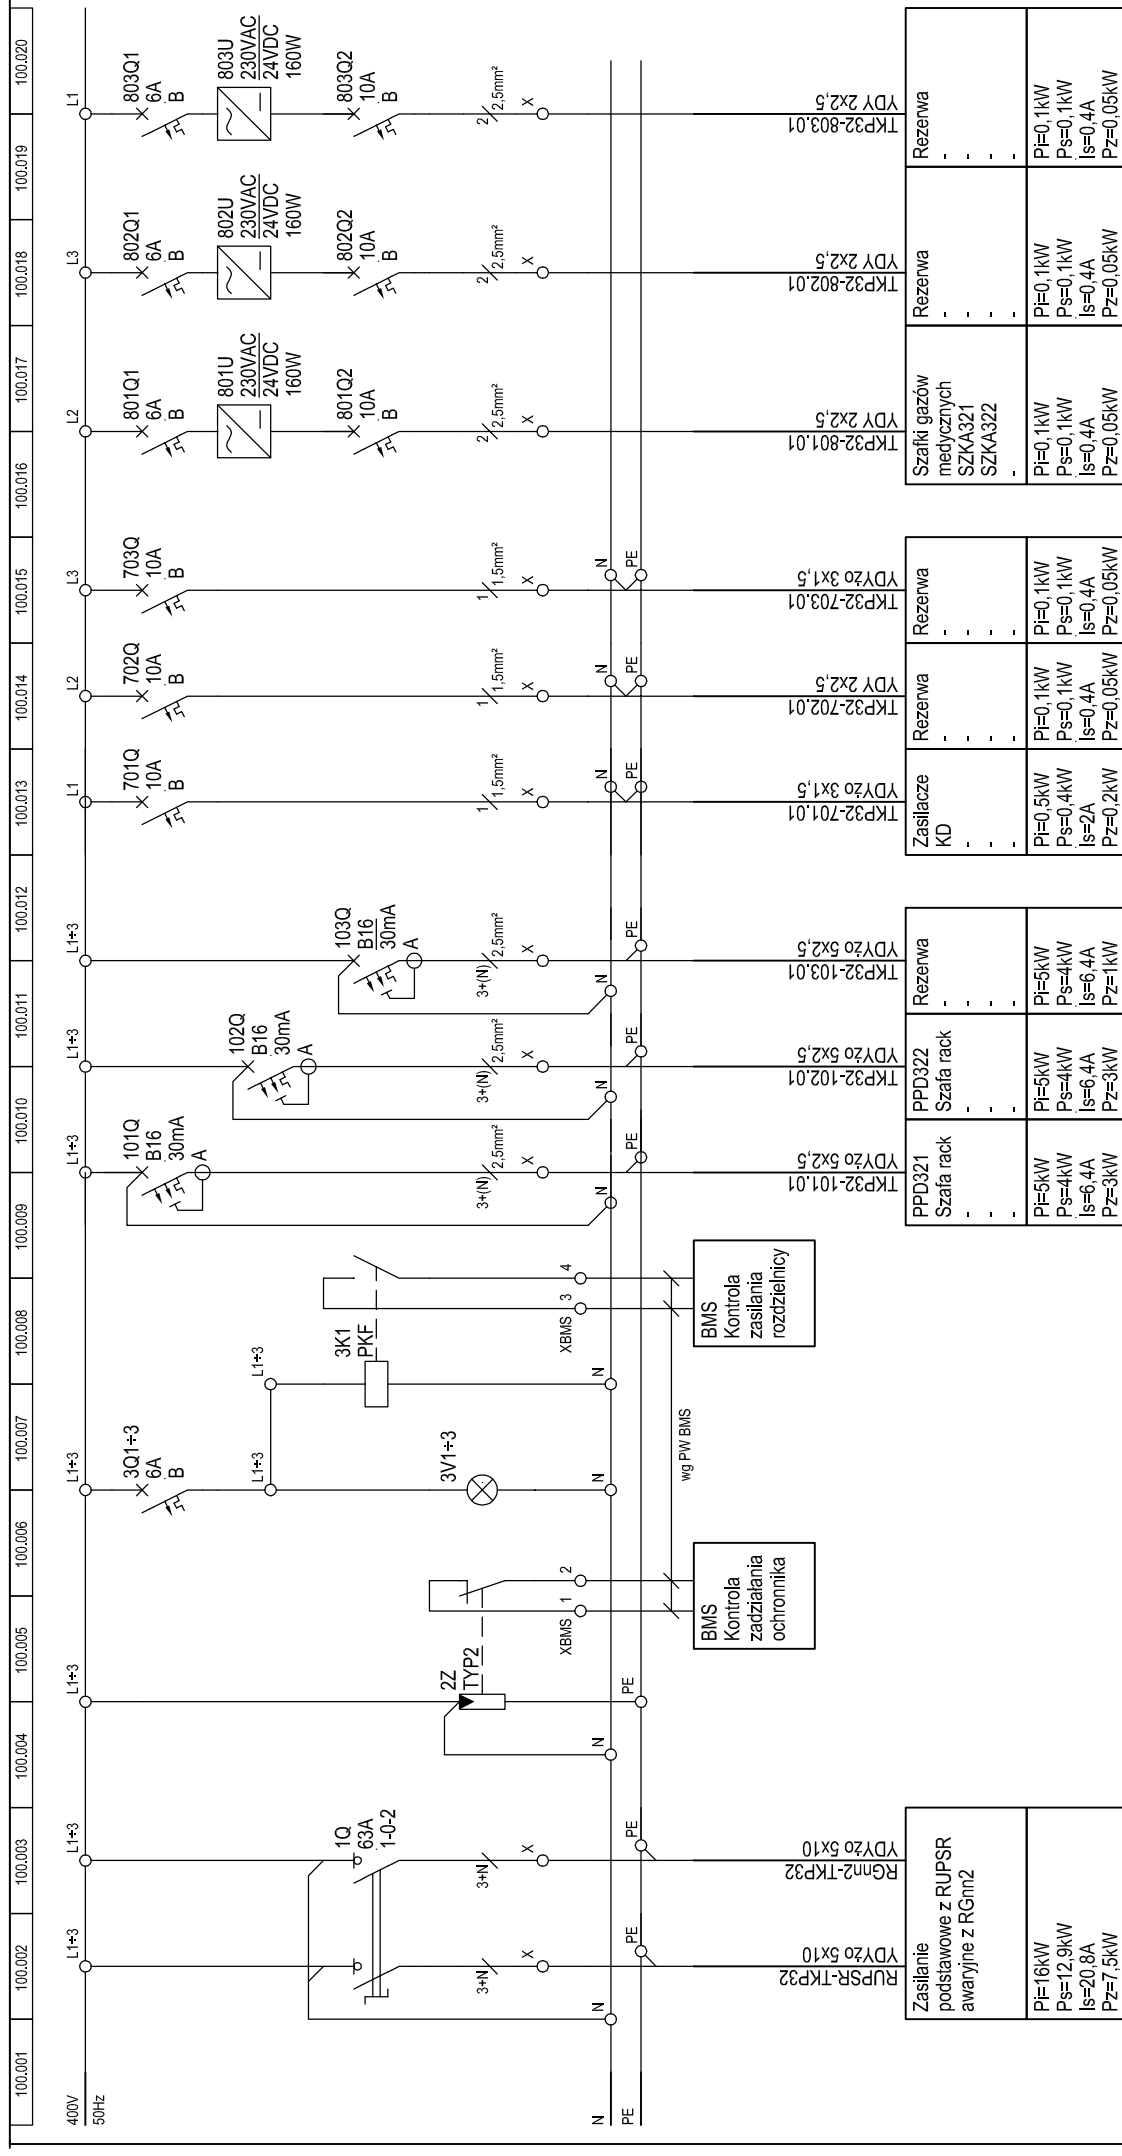 100.001
100.002
100.003
100.004
100.005
100.006
100.007
100.008
100.009
100.010
100.011
100.012
100.013
100.014
100.015
100.016
100.017
100.018
100.019
100.020
400V
50Hz
N
PE
L1÷3
L1÷3
1Q
63A
1-0-2
3+N
X
N
PE
3+N
X
PE
RUPSR-TKP32
YDYżo 5x10
RGnn2-TKP32
YDYżo 5x10
Zasilanie
podstawowe z RUPSR
awaryjne z RGnn2
Pi=16kW
Ps=12,9kW
Is=20,8A
Pz=7,5kW
L1÷3
2Z
TYP2
N
PE
XBMS 1 2
BMS
Kontrola
zadziałania
ochronnika
L1÷3
3Q1÷3
6A
B
L1÷3
L1÷3
3V1÷3
N
3K1
PKF
N
XBMS 3 4
wg PW BMS
BMS
Kontrola
zasilania
rozdzielnicy
L1÷3
101Q
B16
30mA
A
3+(N) 2,5mm²
X
N
PE
TKP32-101.01
YDYżo 5x2,5
PPD321
Szafa rack
.
.
.
Pi=5kW
Ps=4kW
Is=6,4A
Pz=3kW
L1÷3
102Q
B16
30mA
A
3+(N) 2,5mm²
X
N
PE
TKP32-102.01
YDYżo 5x2,5
PPD322
Szafa rack
.
.
.
Pi=5kW
Ps=4kW
Is=6,4A
Pz=3kW
L1÷3
103Q
B16
30mA
A
3+(N) 2,5mm²
X
N
PE
TKP32-103.01
YDYżo 5x2,5
Rezerwa
.
.
.
.
Pi=5kW
Ps=4kW
Is=6,4A
Pz=1kW
L1
701Q
10A
B
1 1,5mm²
X
N
PE
TKP32-701.01
YDYżo 3x1,5
Zasilacze
KD
.
.
.
Pi=0,5kW
Ps=0,4kW
Is=2A
Pz=0,2kW
L2
702Q
10A
B
1 1,5mm²
X
N
PE
TKP32-702.01
YDY 2x2,5
Rezerwa
.
.
.
.
Pi=0,1kW
Ps=0,1kW
Is=0,4A
Pz=0,05kW
L3
703Q
10A
B
1 1,5mm²
X
N
PE
TKP32-703.01
YDYżo 3x1,5
Rezerwa
.
.
.
.
Pi=0,1kW
Ps=0,1kW
Is=0,4A
Pz=0,05kW
L2
801Q1
6A
B
801U
230VAC
24VDC
160W
801Q2
10A
B
2 2,5mm²
X
TKP32-801.01
YDY 2x2,5
Szafki gazów
medycznych
SZKA321
SZKA322
.
Pi=0,1kW
Ps=0,1kW
Is=0,4A
Pz=0,05kW
L3
802Q1
6A
B
802U
230VAC
24VDC
160W
802Q2
10A
B
2 2,5mm²
X
TKP32-802.01
YDY 2x2,5
Rezerwa
.
.
.
.
Pi=0,1kW
Ps=0,1kW
Is=0,4A
Pz=0,05kW
L1
803Q1
6A
B
803U
230VAC
24VDC
160W
803Q2
10A
B
2 2,5mm²
X
TKP32-803.01
YDY 2x2,5
Rezerwa
.
.
.
.
Pi=0,1kW
Ps=0,1kW
Is=0,4A
Pz=0,05kW